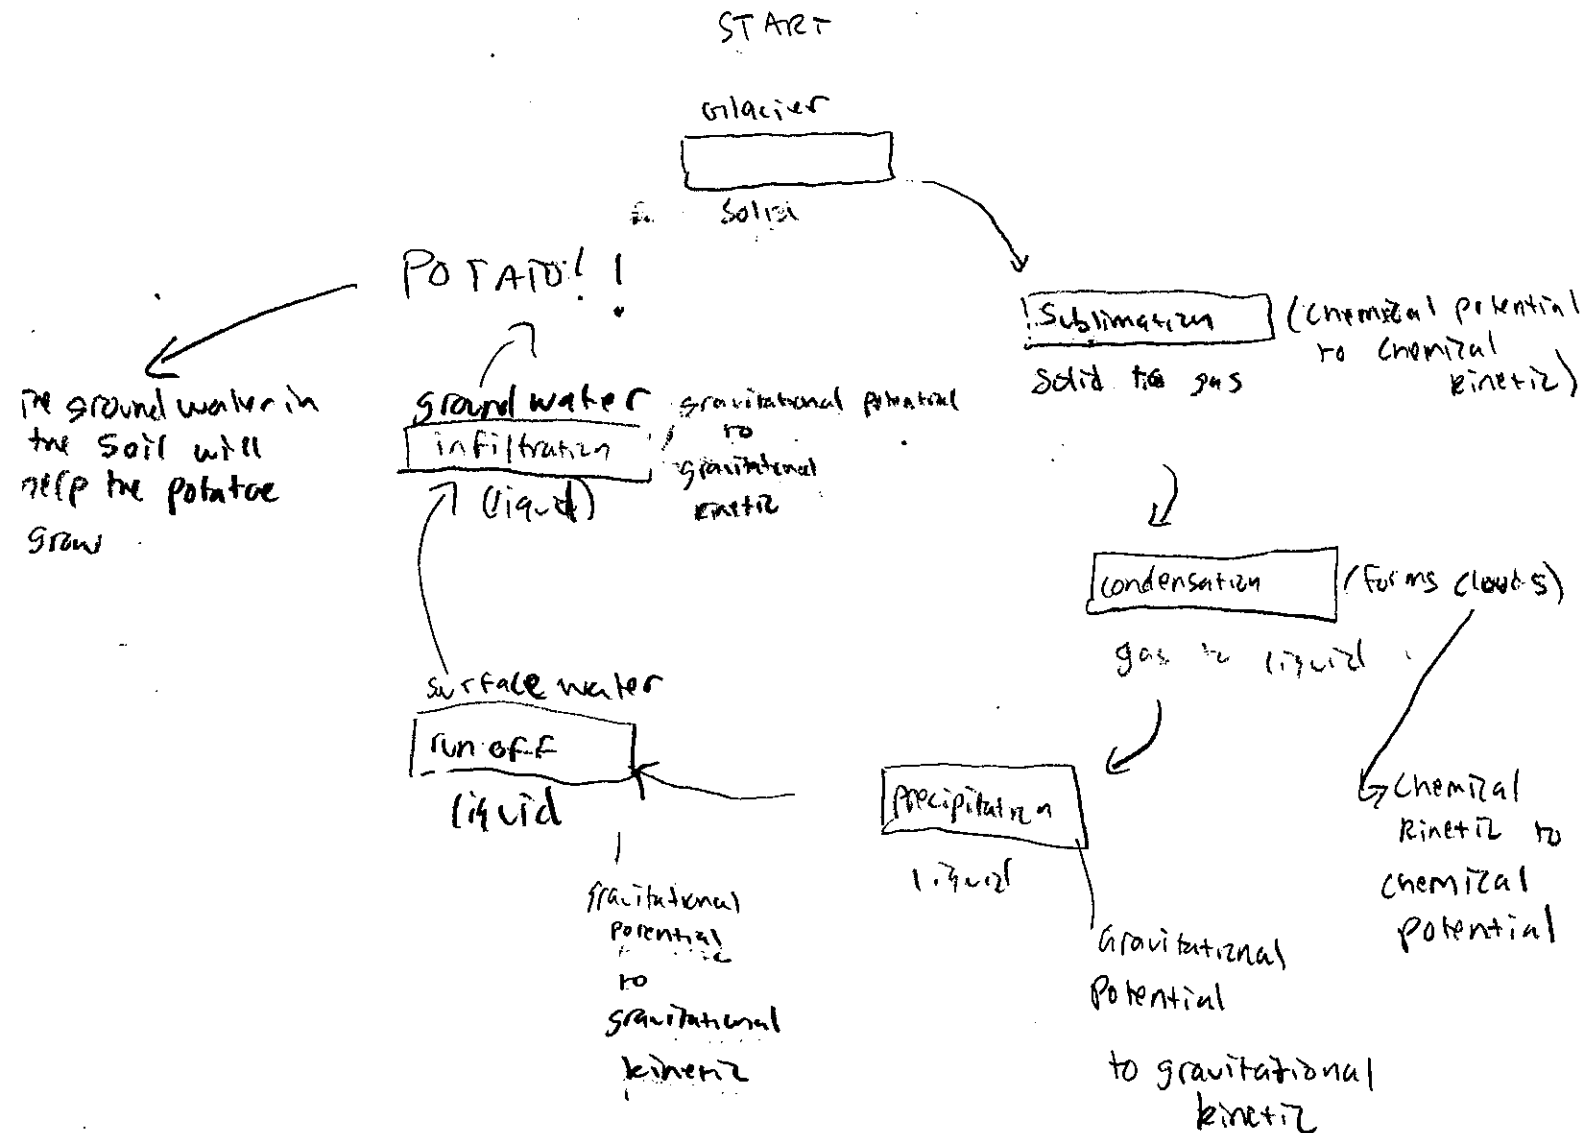 START
Glacier
Solid
POTATO!!
Sublimation
(Chemical potential
to Chemical
kinetic)
Solid to gas
The ground water in
the soil will
help the potatoe
grow
ground water
infiltration
(liquid)
gravitational potential
to
gravitational
kinetic
condensation
(forms clouds)
gas to liquid
surface water
run off
liquid
precipitation
liquid
Chemical
kinetic to
chemical
potential
gravitational
potential
to
gravitational
kinetic
Gravitational
Potential
to gravitational
kinetic